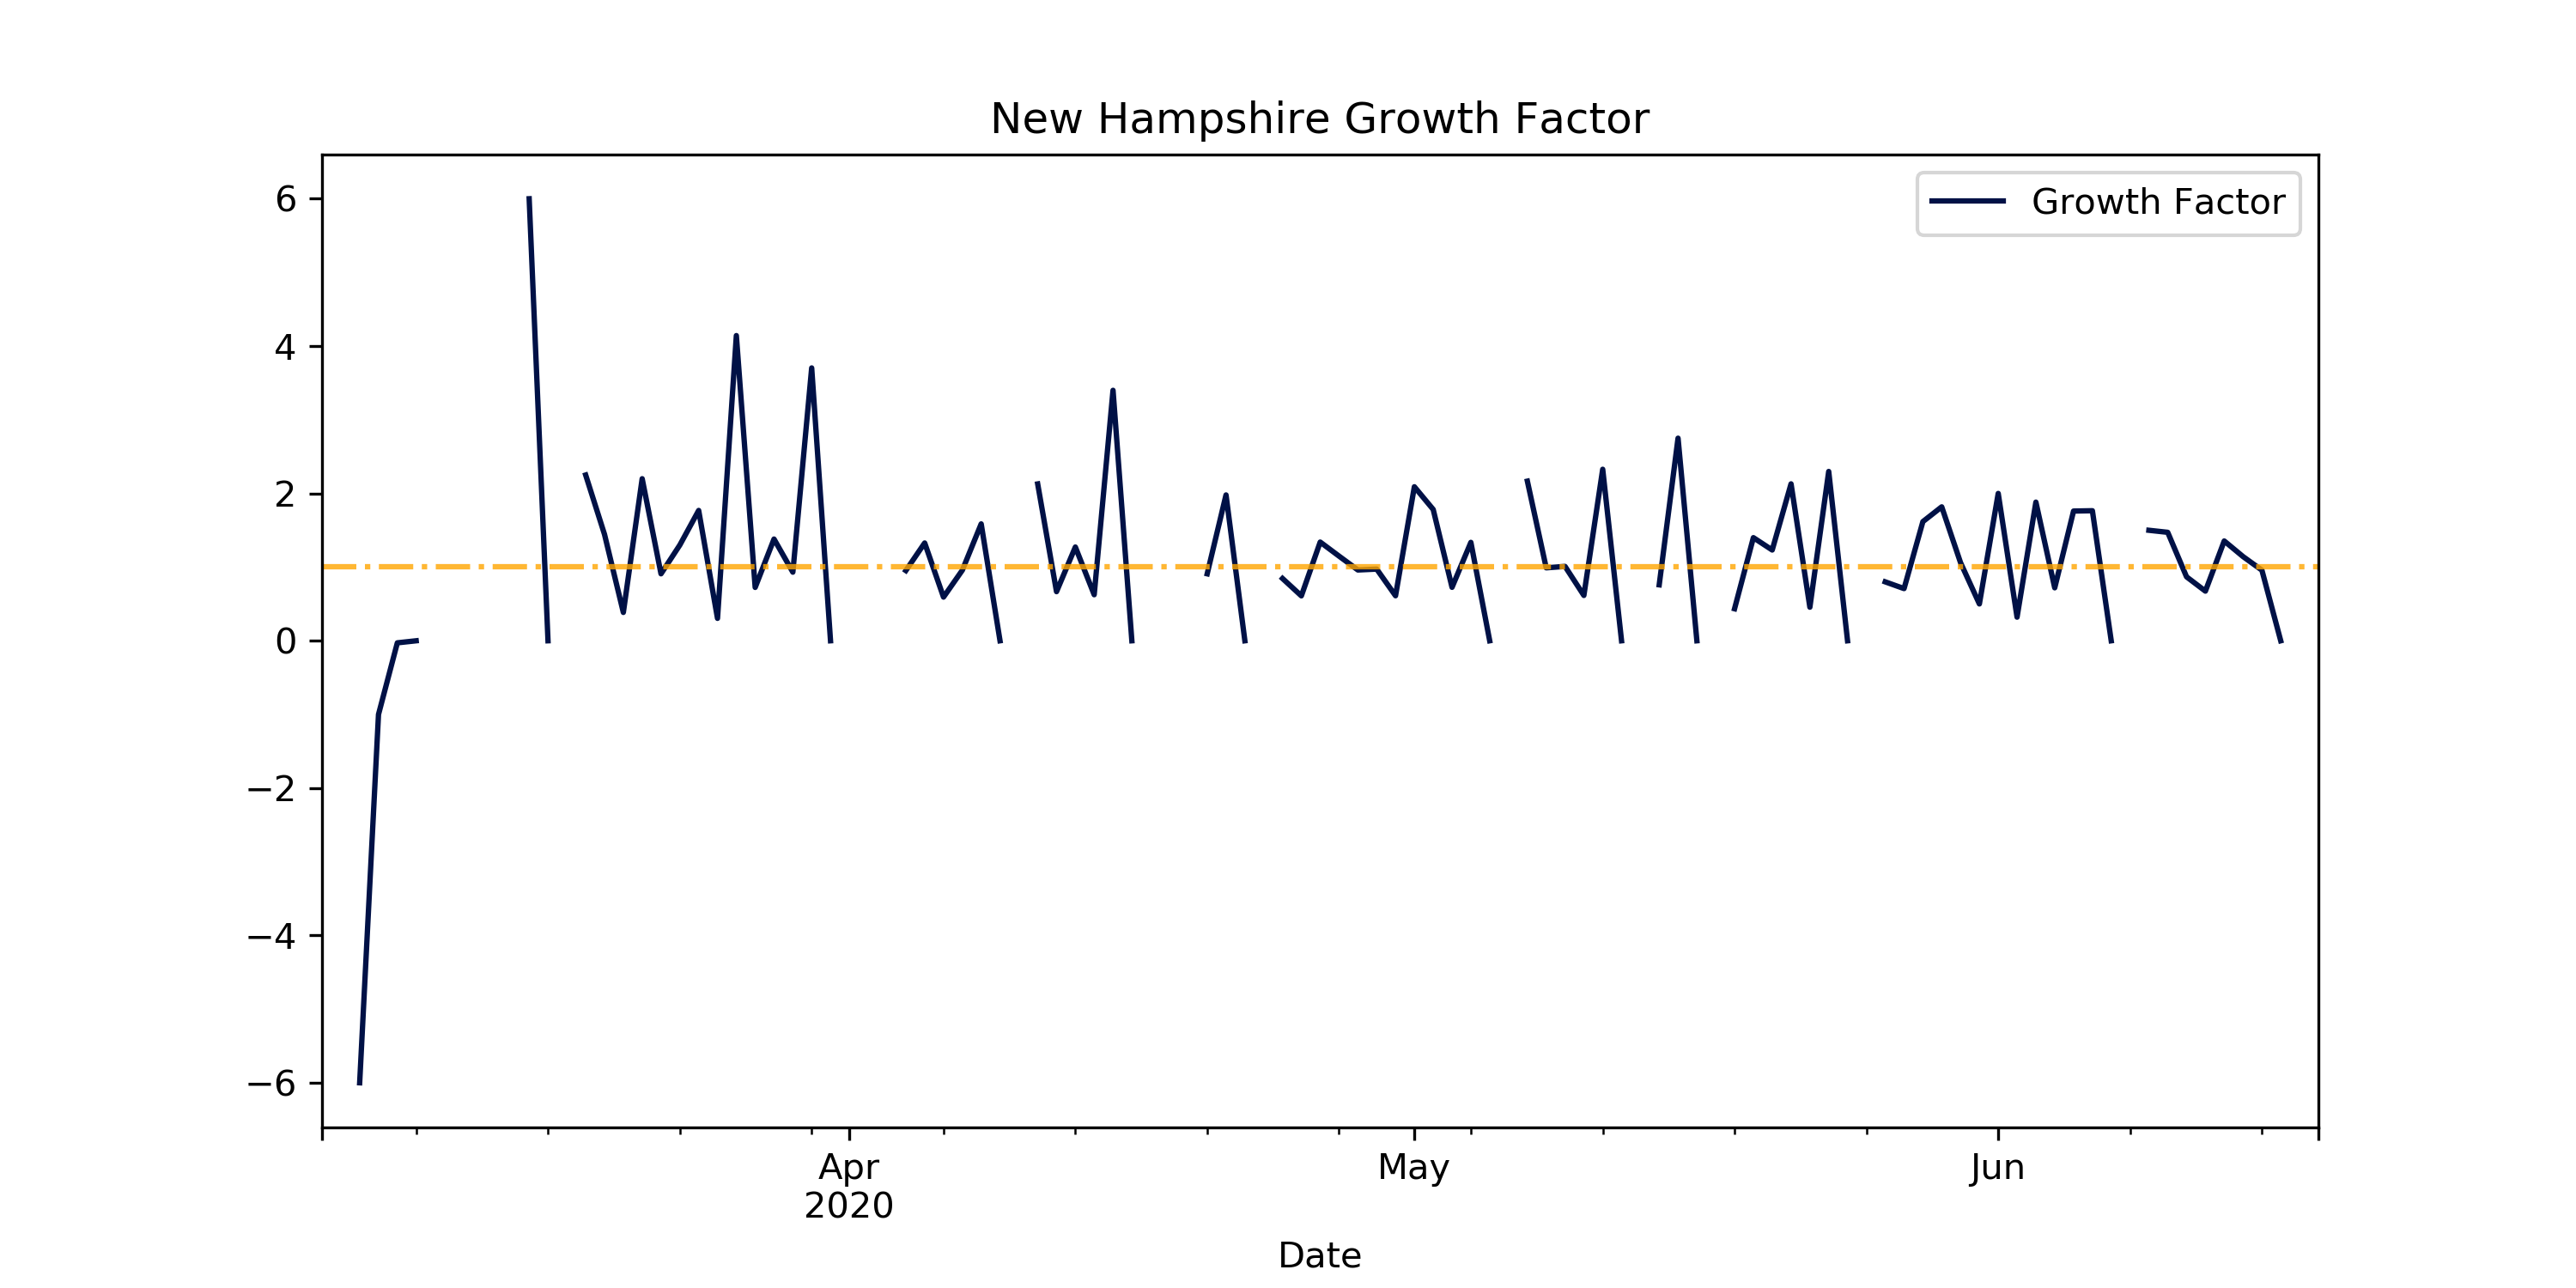 New Hampshire Growth Factor
Growth Factor
6
4
2
0
−2
−4
−6
Apr
2020
May
Jun
Date